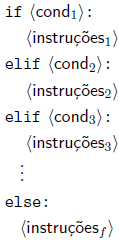 if ⟨cond₁⟩:
⟨instruções₁⟩
elif ⟨cond₂⟩:
⟨instruções₂⟩
elif ⟨cond₃⟩:
⟨instruções₃⟩
⋮
else:
⟨instruções_f⟩